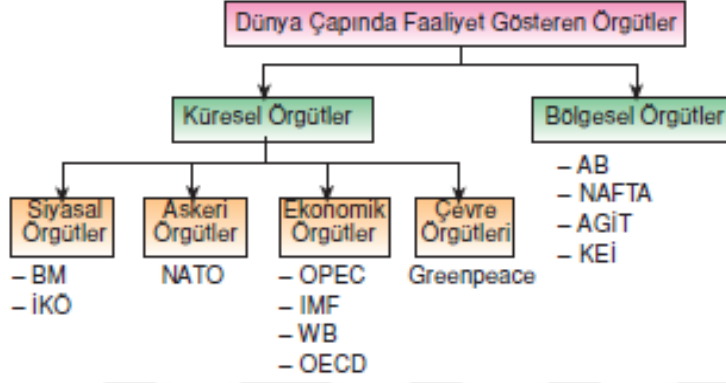 Dünya Çapında Faaliyet Gösteren Örgütler
Küresel Örgütler
Bölgesel Örgütler
– AB
– NAFTA
– AGİT
– KEİ
Siyasal
Örgütler
– BM
– İKÖ
Askeri
Örgütler
NATO
Ekonomik
Örgütler
– OPEC
– IMF
– WB
– OECD
Çevre
Örgütleri
Greenpeace